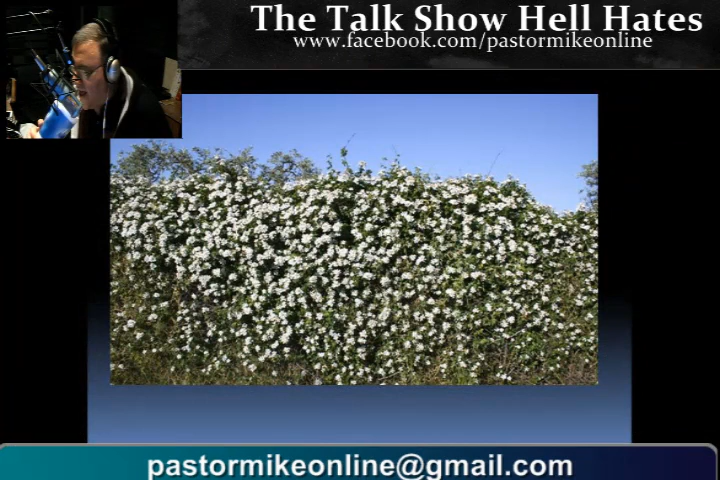 The Talk Show Hell Hates
www.facebook.com/pastormikeonline
pastormikeonline@gmail.com